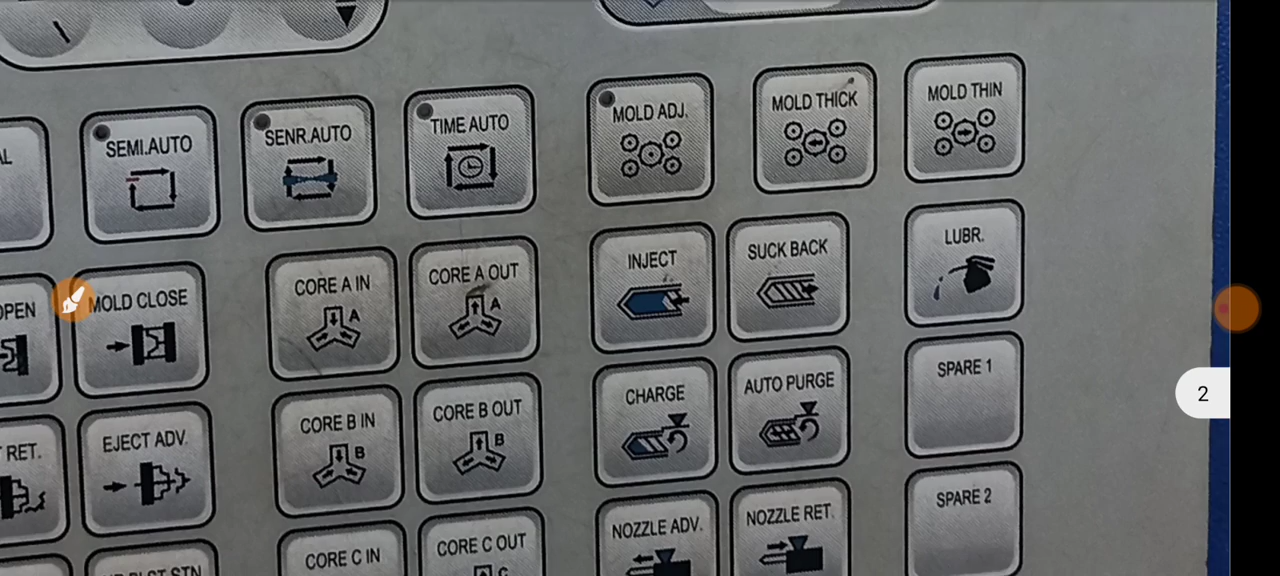 SEMI.AUTO
SENR.AUTO
TIME AUTO
MOLD ADJ.
MOLD THICK
MOLD THIN
OPEN
MOLD CLOSE
CORE A IN
A
CORE A OUT
A
INJECT
SUCK BACK
LUBR.
RET.
EJECT ADV.
CORE B IN
B
CORE B OUT
B
CHARGE
AUTO PURGE
SPARE 1
CORE C IN
CORE C OUT
C
NOZZLE ADV.
NOZZLE RET.
SPARE 2
2